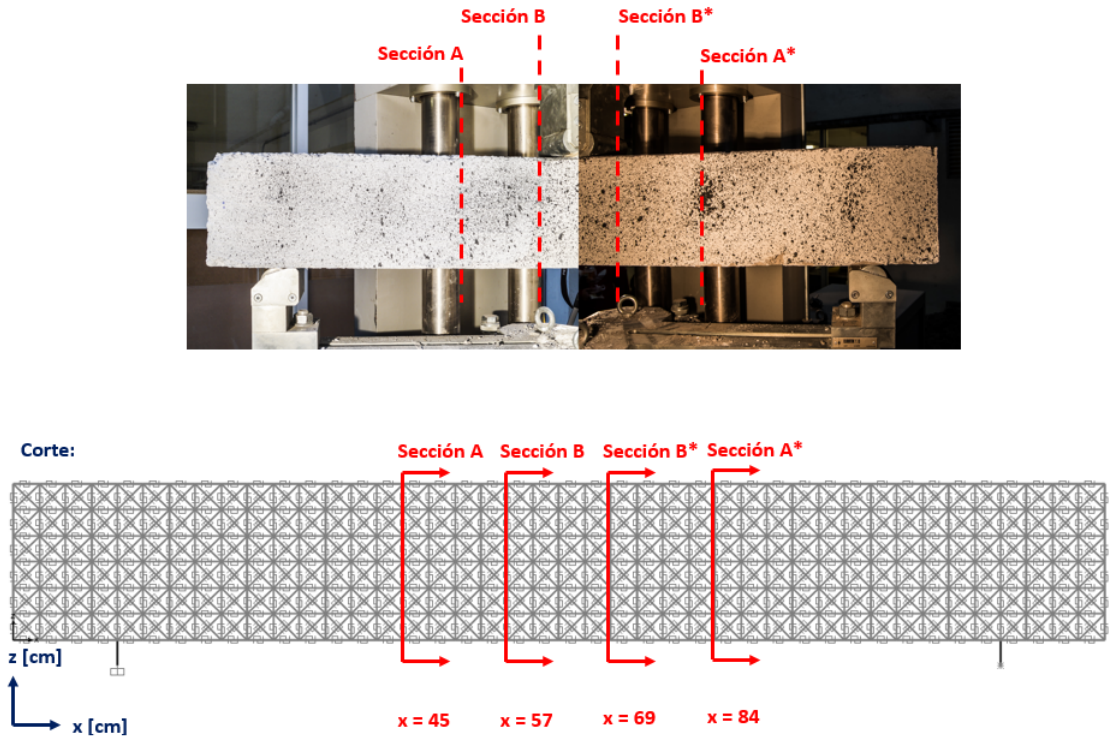 Sección B
Sección B*
Sección A
Sección A*
Corte:
Sección A
Sección B
Sección B*
Sección A*
z [cm]
x [cm]
x = 45
x = 57
x = 69
x = 84